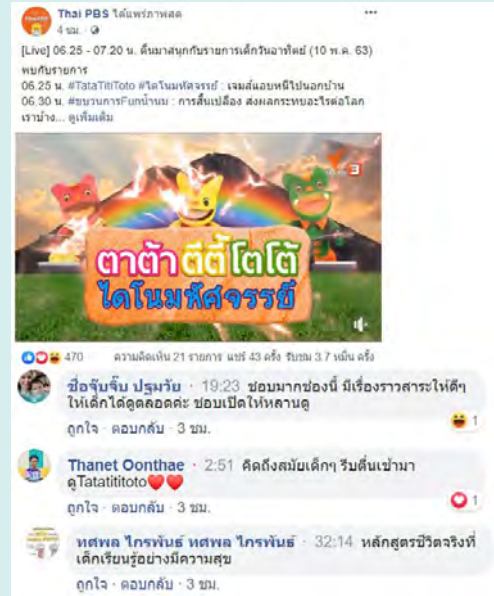 Thai PBS ได้แพร่ภาพสด
4 ชม. ·
[Live] 06.25 - 07.20 น. ตื่นมาสนุกกับรายการเด็กวันอาทิตย์ (10 พ.ค. 63)
พบกับรายการ
06.25 น. #TataTitiToto #ไดโนมหัศจรรย์ : เจมส์แอบหนีไปนอกบ้าน
06.30 น. #ขบวนการFunน้ำนม : การสิ้นเปลือง ส่งผลกระทบอะไรต่อโลก
เราบ้าง... ดูเพิ่มเติม
3
ตาต้า ตีตี้ โตโต้
ไดโนมหัศจรรย์
470 ความคิดเห็น 21 รายการ แชร์ 43 ครั้ง รับชม 3.7 หมื่น ครั้ง
ชื่อจุ๊บจิ๊บ ปฐมวัย · 19:23 ชอบมากช่องนี้ มีเรื่องราวสาระให้ดีๆ
ให้เด็กได้ดูตลอดค่ะ ชอบเปิดให้หลานดู
1
ถูกใจ · ตอบกลับ · 3 ชม.
Thanet Oonthae · 2:51 คิดถึงสมัยเด็กๆ รีบตื่นเช้ามา
ดูTatatititoto❤️❤️
1
ถูกใจ · ตอบกลับ · 3 ชม.
ทศพล ไกรพันธ์ ทศพล ไกรพันธ์ · 32:14 หลักสูตรชีวิตจริงที่
เด็กเรียนรู้อย่างมีความสุข
ถูกใจ · ตอบกลับ · 3 ชม.